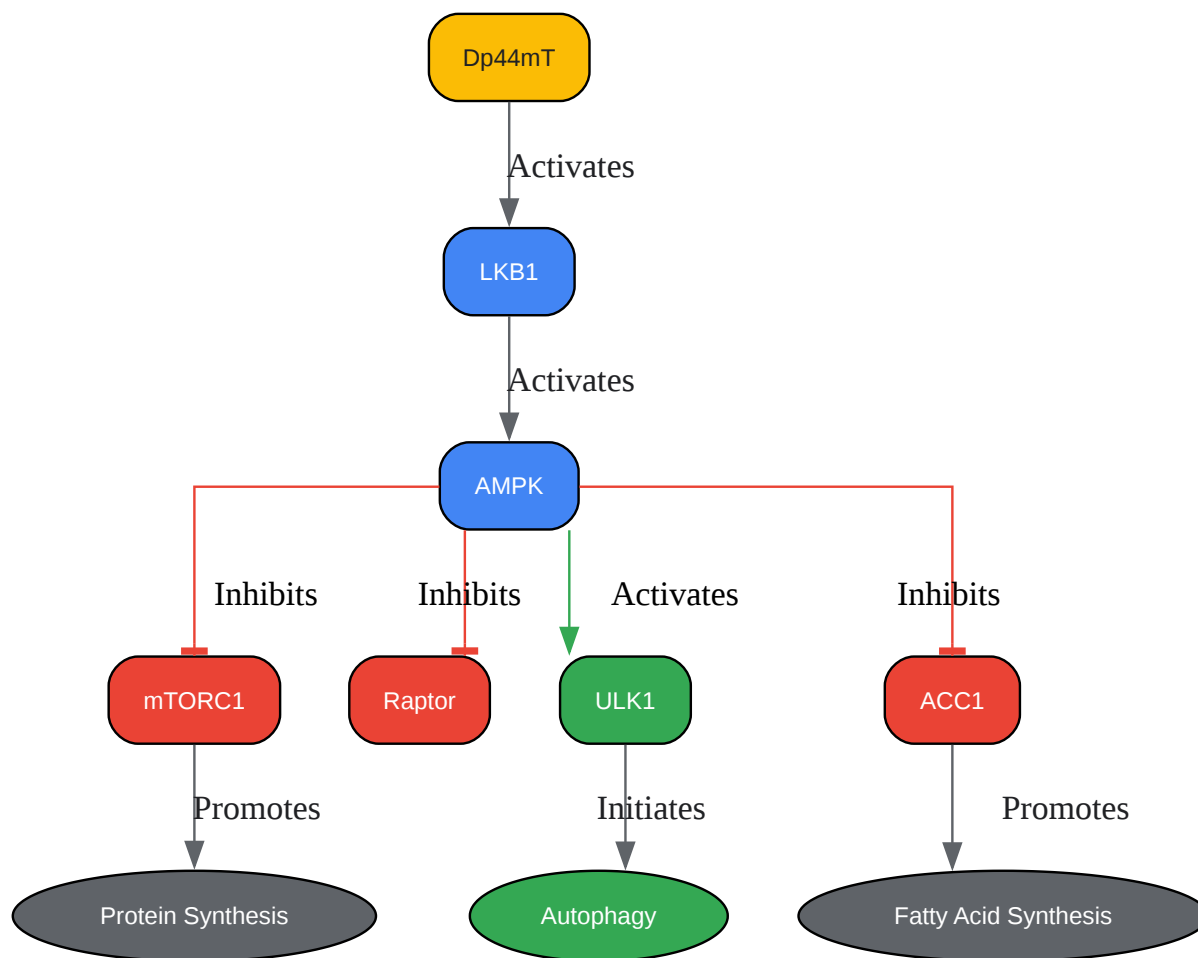 Dp44mT
Activates
LKB1
Activates
AMPK
Inhibits
Inhibits
Activates
Inhibits
mTORC1
Raptor
ULK1
ACC1
Promotes
Initiates
Promotes
Protein Synthesis
Autophagy
Fatty Acid Synthesis